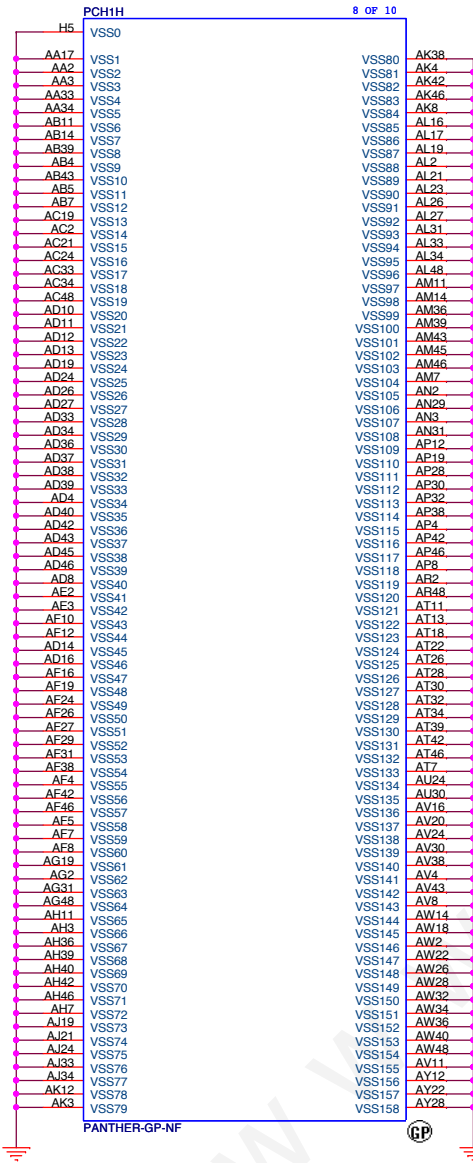 PCH1H 8 OF 10
H5 VSS0
AA17 VSS1 VSS80 AK38
AA2 VSS2 VSS81 AK4
AA3 VSS3 VSS82 AK42
AA33 VSS4 VSS83 AK46
AA34 VSS5 VSS84 AK8
AB11 VSS6 VSS85 AL16
AB14 VSS7 VSS86 AL17
AB39 VSS8 VSS87 AL19
AB4 VSS9 VSS88 AL2
AB43 VSS10 VSS89 AL21
AB5 VSS11 VSS90 AL23
AB7 VSS12 VSS91 AL26
AC19 VSS13 VSS92 AL27
AC2 VSS14 VSS93 AL31
AC21 VSS15 VSS94 AL33
AC24 VSS16 VSS95 AL34
AC33 VSS17 VSS96 AL48
AC34 VSS18 VSS97 AM11
AC48 VSS19 VSS98 AM14
AD10 VSS20 VSS99 AM36
AD11 VSS21 VSS100 AM39
AD12 VSS22 VSS101 AM43
AD13 VSS23 VSS102 AM45
AD19 VSS24 VSS103 AM46
AD24 VSS25 VSS104 AM7
AD26 VSS26 VSS105 AN2
AD27 VSS27 VSS106 AN29
AD33 VSS28 VSS107 AN3
AD34 VSS29 VSS108 AN31
AD36 VSS30 VSS109 AP12
AD37 VSS31 VSS110 AP19
AD38 VSS32 VSS111 AP28
AD39 VSS33 VSS112 AP30
AD4 VSS34 VSS113 AP32
AD40 VSS35 VSS114 AP38
AD42 VSS36 VSS115 AP4
AD43 VSS37 VSS116 AP42
AD45 VSS38 VSS117 AP46
AD46 VSS39 VSS118 AP8
AD8 VSS40 VSS119 AR2
AE2 VSS41 VSS120 AR48
AE3 VSS42 VSS121 AT11
AF10 VSS43 VSS122 AT13
AF12 VSS44 VSS123 AT18
AD14 VSS45 VSS124 AT22
AD16 VSS46 VSS125 AT26
AF16 VSS47 VSS126 AT28
AF19 VSS48 VSS127 AT30
AF24 VSS49 VSS128 AT32
AF26 VSS50 VSS129 AT34
AF27 VSS51 VSS130 AT39
AF29 VSS52 VSS131 AT42
AF31 VSS53 VSS132 AT46
AF38 VSS54 VSS133 AT7
AF4 VSS55 VSS134 AU24
AF42 VSS56 VSS135 AU30
AF46 VSS57 VSS136 AV16
AF5 VSS58 VSS137 AV20
AF7 VSS59 VSS138 AV24
AF8 VSS60 VSS139 AV30
AG19 VSS61 VSS140 AV38
AG2 VSS62 VSS141 AV4
AG31 VSS63 VSS142 AV43
AG48 VSS64 VSS143 AV8
AH11 VSS65 VSS144 AW14
AH3 VSS66 VSS145 AW18
AH36 VSS67 VSS146 AW2
AH39 VSS68 VSS147 AW22
AH40 VSS69 VSS148 AW26
AH42 VSS70 VSS149 AW28
AH46 VSS71 VSS150 AW32
AH7 VSS72 VSS151 AW34
AJ19 VSS73 VSS152 AW36
AJ21 VSS74 VSS153 AW40
AJ24 VSS75 VSS154 AW48
AJ33 VSS76 VSS155 AV11
AJ34 VSS77 VSS156 AY12
AK12 VSS78 VSS157 AY22
AK3 VSS79 VSS158 AY28
PANTHER-GP-NF GP